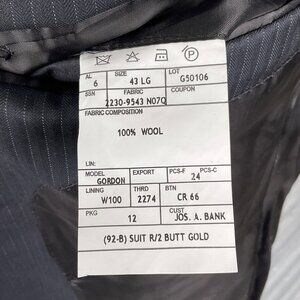 AL SIZE LOT
6 43 LG G50106
SSN FABRIC COUPON
2230-9543 N07Q
FABRIC COMPOSITION
100% WOOL
LIN:
MODEL EXPORT PCS-F PCS-C
GORDON 24
LINING THRD BTN
W100 2274 CR 66
PKG CUST
12 JOS. A. BANK
(92-B) SUIT R/2 BUTT GOLD